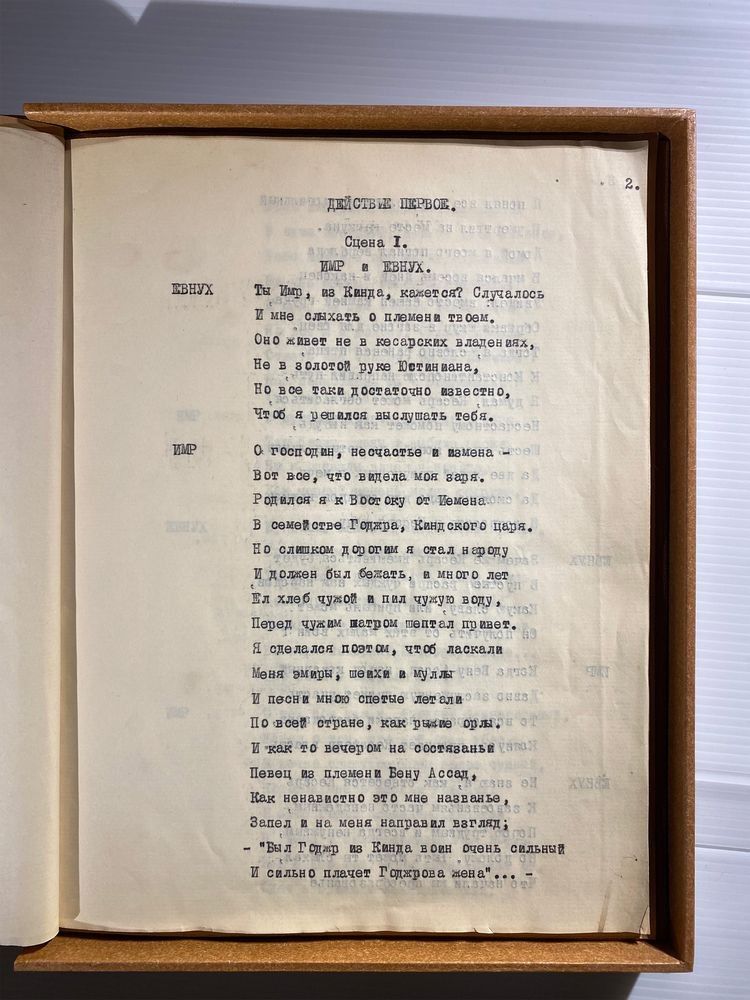 2.
ДЕЙСТВИЕ ПЕРВОЕ.
Сцена I.
ИМР и ЕВНУХ.
ЕВНУХ Ты Имр, из Кинда, кажется? Случалось
И мне слыхать о племени твоем.
Оно живет не в кесарских владениях,
Не в золотой руке Юстиниана,
Но все таки достаточно известно,
Чтоб я решился выслушать тебя.
ИМР О господин, несчастье и измена -
Вот все, что видела моя заря.
Родился я к Востоку от Иемена
В семействе Годжра, Киндского царя.
Но слишком дорогим я стал народу
И должен был бежать, и много лет
Ел хлеб чужой и пил чужую воду,
Перед чужим шатром шептал привет.
Я сделался поэтом, чтоб ласкали
Меня эмиры, шеихи и муллы
И песни мною спетые летали
По всей стране, как рыжие орлы.
И как то вечером на состязаньи
Певец из племени Бену Ассад,
Как ненавистно это мне названье,
Запел и на меня направил взгляд;
- "Был Годжр из Кинда воин очень сильный
И сильно плачет Годжрова жена"... -